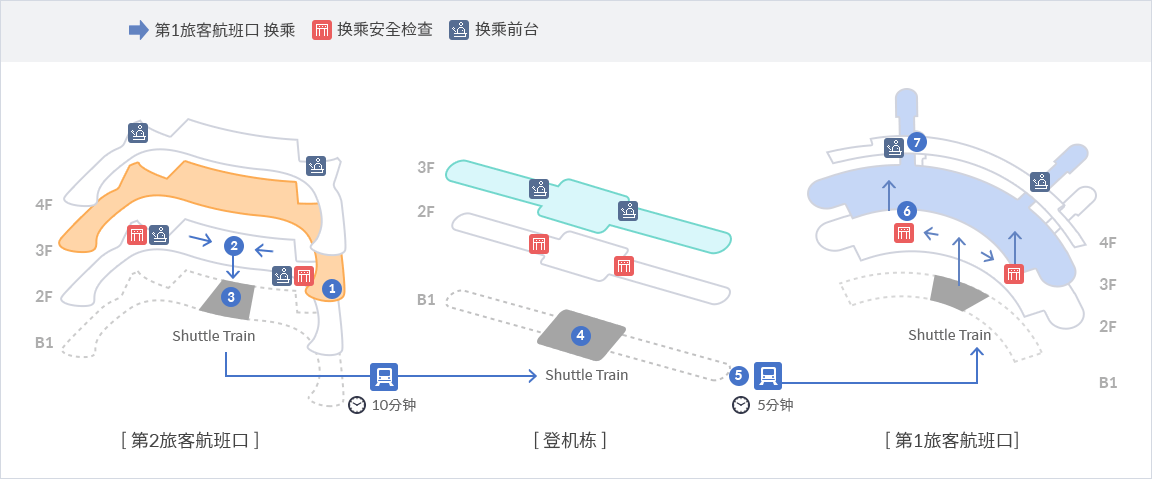 第1旅客航班口 换乘 换乘安全检查 换乘前台
4F
3F
2F
B1
1
2
3
Shuttle Train
10分钟
[ 第2旅客航班口 ]
3F
2F
B1
4
Shuttle Train
5
5分钟
[ 登机栋 ]
7
6
4F
3F
2F
B1
Shuttle Train
[ 第1旅客航班口]